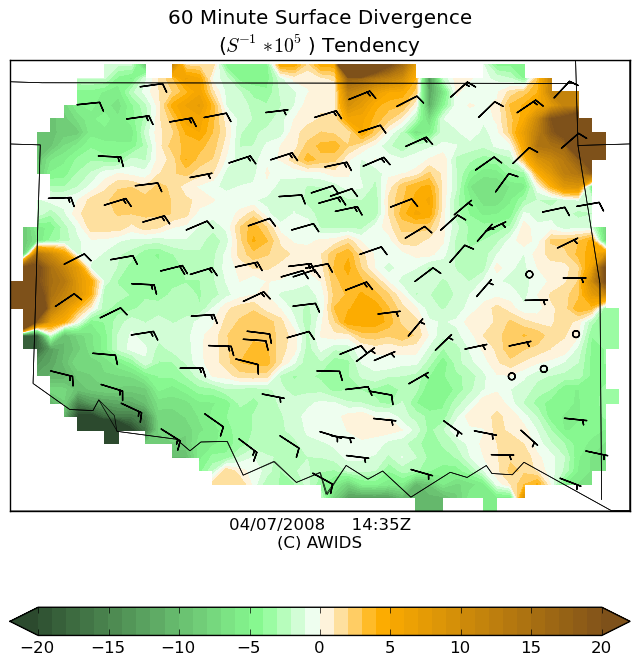 60 Minute Surface Divergence
(S⁻¹ ∗ 10⁵ ) Tendency
04/07/2008 14:35Z
(C) AWIDS
−20 −15 −10 −5 0 5 10 15 20